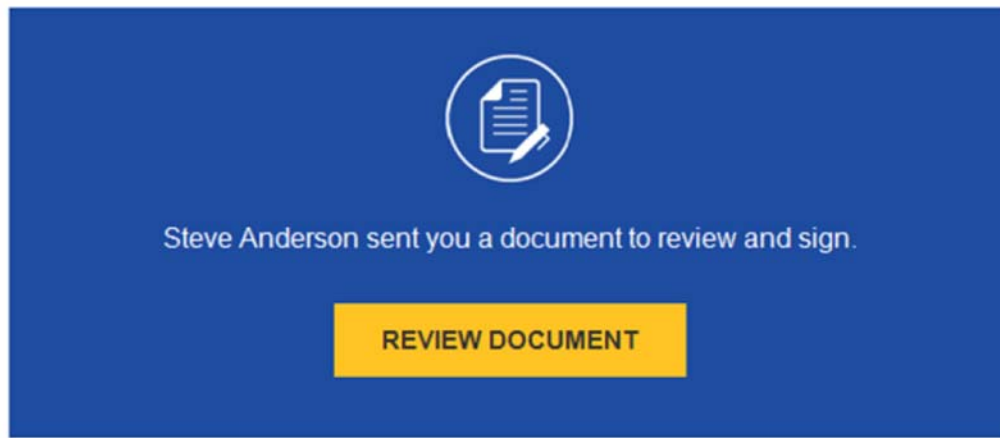 Steve Anderson sent you a document to review and sign.
REVIEW DOCUMENT